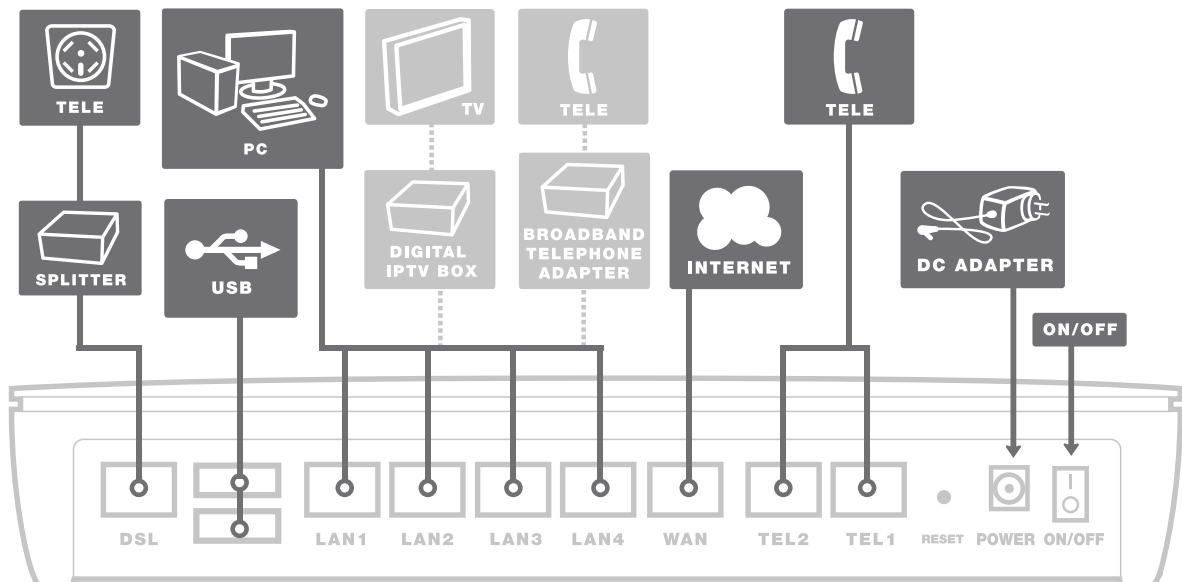 TELE
PC
TV
TELE
TELE
SPLITTER
USB
DIGITAL
IPTV BOX
BROADBAND
TELEPHONE
ADAPTER
INTERNET
DC ADAPTER
ON/OFF
DSL
LAN1
LAN2
LAN3
LAN4
WAN
TEL2
TEL1
RESET
POWER
ON/OFF